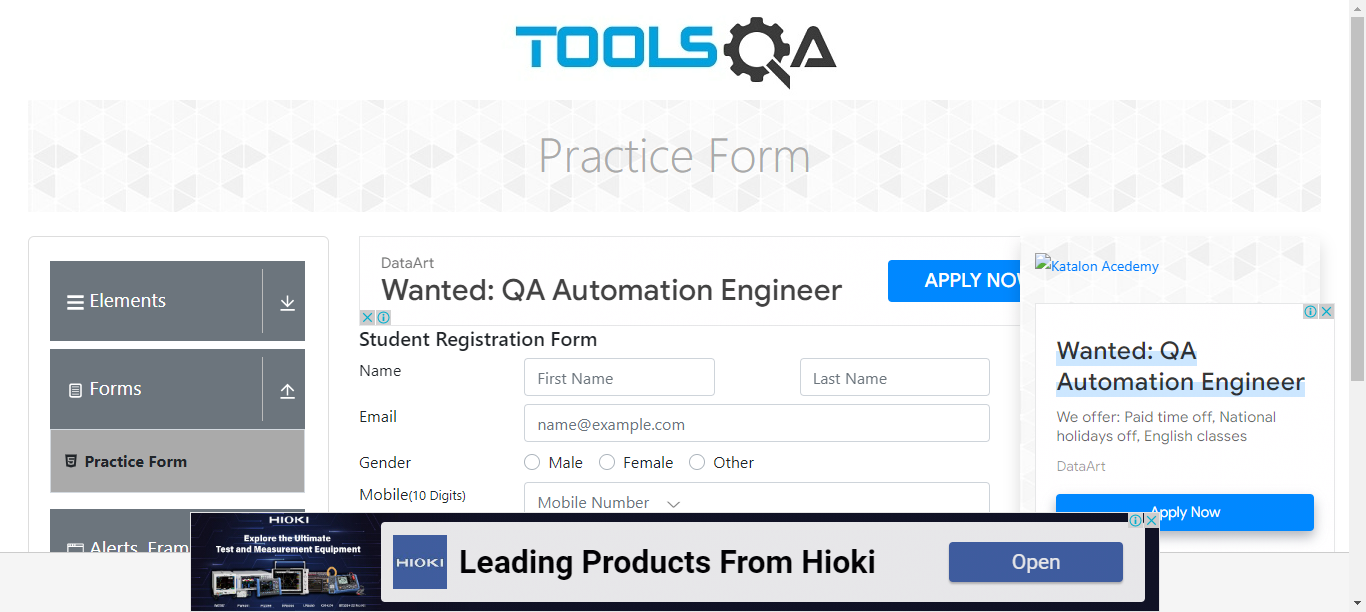 TOOLSQA
Practice Form
Elements
Forms
Practice Form
DataArt
Wanted: QA Automation Engineer
APPLY NOW
Student Registration Form
Name
First Name
Last Name
Email
name@example.com
Gender
Male
Female
Other
Mobile(10 Digits)
Mobile Number
Katalon Acedemy
Wanted: QA
Automation Engineer
We offer: Paid time off, National
holidays off, English classes
DataArt
Apply Now
Alerts, Fram
HIOKI
Explore the Ultimate
Test and Measurement Equipment
HIOKI
Leading Products From Hioki
Open